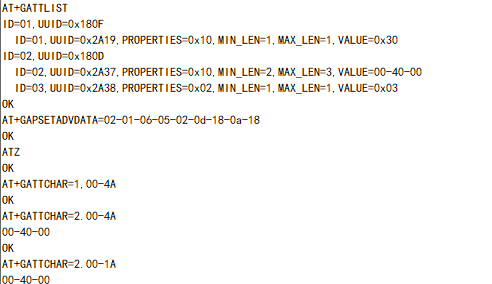 AT+GATTLIST
ID=01,UUID=0x180F
  ID=01,UUID=0x2A19,PROPERTIES=0x10,MIN_LEN=1,MAX_LEN=1,VALUE=0x30
ID=02,UUID=0x180D
  ID=02,UUID=0x2A37,PROPERTIES=0x10,MIN_LEN=2,MAX_LEN=3,VALUE=00-40-00
  ID=03,UUID=0x2A38,PROPERTIES=0x02,MIN_LEN=1,MAX_LEN=1,VALUE=0x03
OK
AT+GAPSETADVDATA=02-01-06-05-02-0d-18-0a-18
OK
ATZ
OK
AT+GATTCHAR=1,00-4A
OK
AT+GATTCHAR=2.00-4A
00-40-00
OK
AT+GATTCHAR=2.00-1A
00-40-00